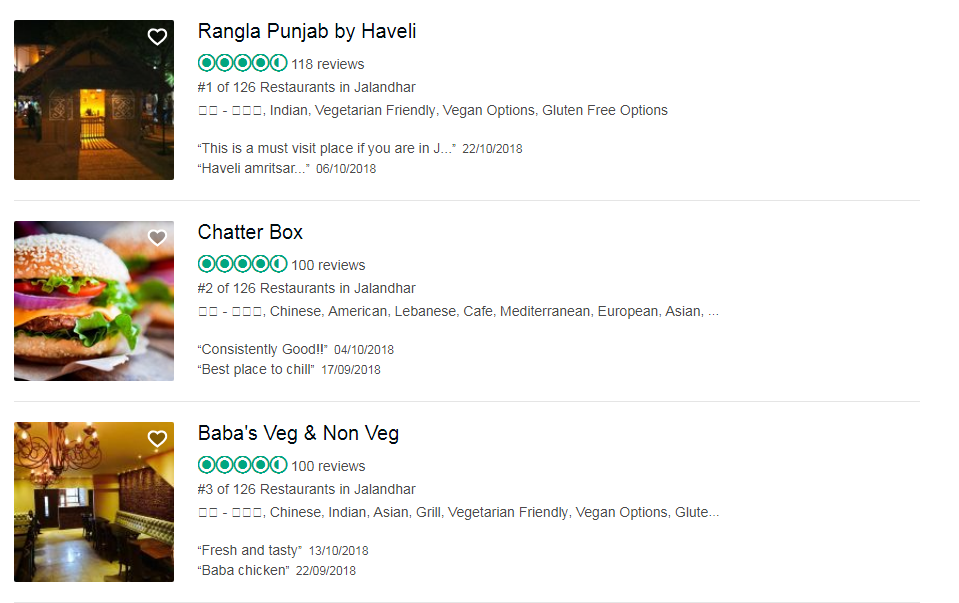 Rangla Punjab by Haveli
118 reviews
#1 of 126 Restaurants in Jalandhar
□□ - □□□, Indian, Vegetarian Friendly, Vegan Options, Gluten Free Options
“This is a must visit place if you are in J...” 22/10/2018
“Haveli amritsar...” 06/10/2018
Chatter Box
100 reviews
#2 of 126 Restaurants in Jalandhar
□□ - □□□, Chinese, American, Lebanese, Cafe, Mediterranean, European, Asian, ...
“Consistently Good!!” 04/10/2018
“Best place to chill” 17/09/2018
Baba's Veg & Non Veg
100 reviews
#3 of 126 Restaurants in Jalandhar
□□ - □□□, Chinese, Indian, Asian, Grill, Vegetarian Friendly, Vegan Options, Glute...
“Fresh and tasty” 13/10/2018
“Baba chicken” 22/09/2018